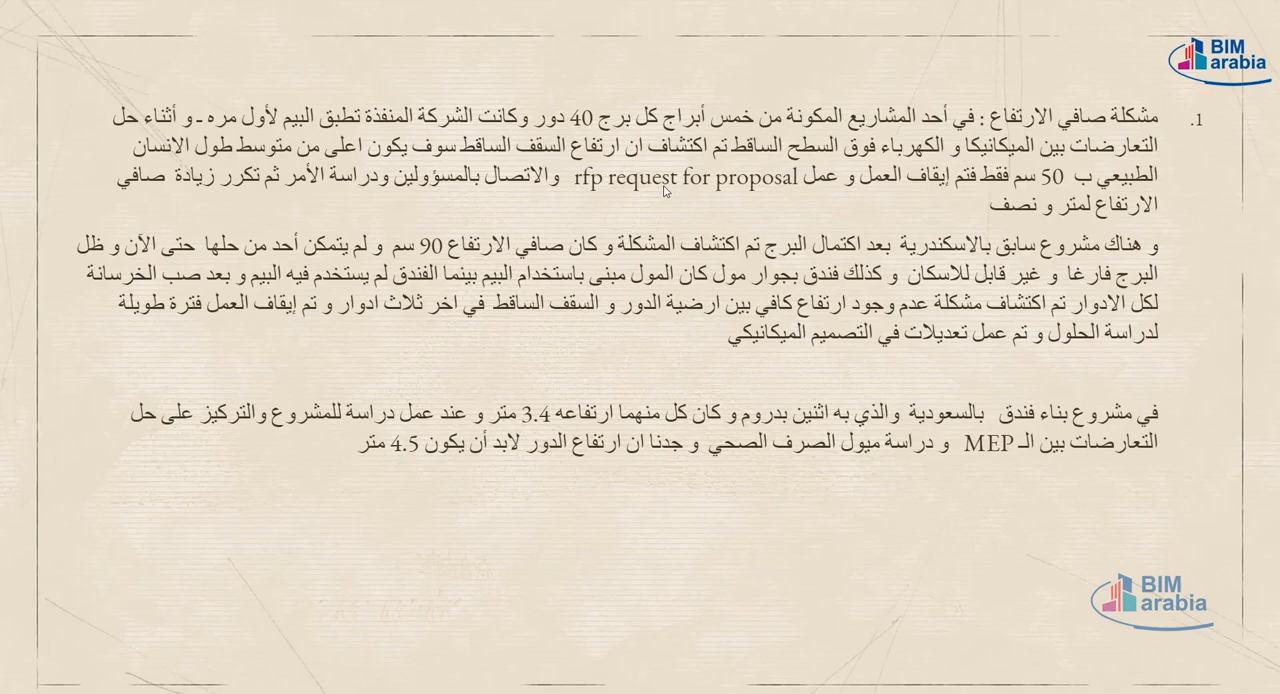 BIM
arabia
1. مشكلة صافي الارتفاع : في أحد المشاريع المكونة من خمس أبراج كل برج 40 دور وكانت الشركة المنفذة تطبق البيم لأول مره ـ و أثناء حل
التعارضات بين الميكانيكا و الكهرباء فوق السطح الساقط تم اكتشاف ان ارتفاع السقف الساقط سوف يكون اعلى من متوسط طول الانسان
الطبيعي ب 50 سم فقط فتم إيقاف العمل و عمل rfp request for proposal والاتصال بالمسؤولين ودراسة الأمر ثم تكرر زيادة صافي
الارتفاع لمتر و نصف
و هناك مشروع سابق بالاسكندرية بعد اكتمال البرج تم اكتشاف المشكلة و كان صافي الارتفاع 90 سم و لم يتمكن أحد من حلها حتى الآن و ظل
البرج فارغا و غير قابل للاسكان و كذلك فندق بجوار مول كان المول مبنى باستخدام البيم بينما الفندق لم يستخدم فيه البيم و بعد صب الخرسانة
لكل الادوار تم اكتشاف مشكلة عدم وجود ارتفاع كافي بين ارضية الدور و السقف الساقط في اخر ثلاث ادوار و تم إيقاف العمل فترة طويلة
لدراسة الحلول و تم عمل تعديلات في التصميم الميكانيكي
في مشروع بناء فندق بالسعودية والذي به اثنين بدروم و كان كل منهما ارتفاعه 3.4 متر و عند عمل دراسة للمشروع والتركيز على حل
التعارضات بين الـ MEP و دراسة ميول الصرف الصحي و جدنا ان ارتفاع الدور لابد أن يكون 4.5 متر
BIM
arabia